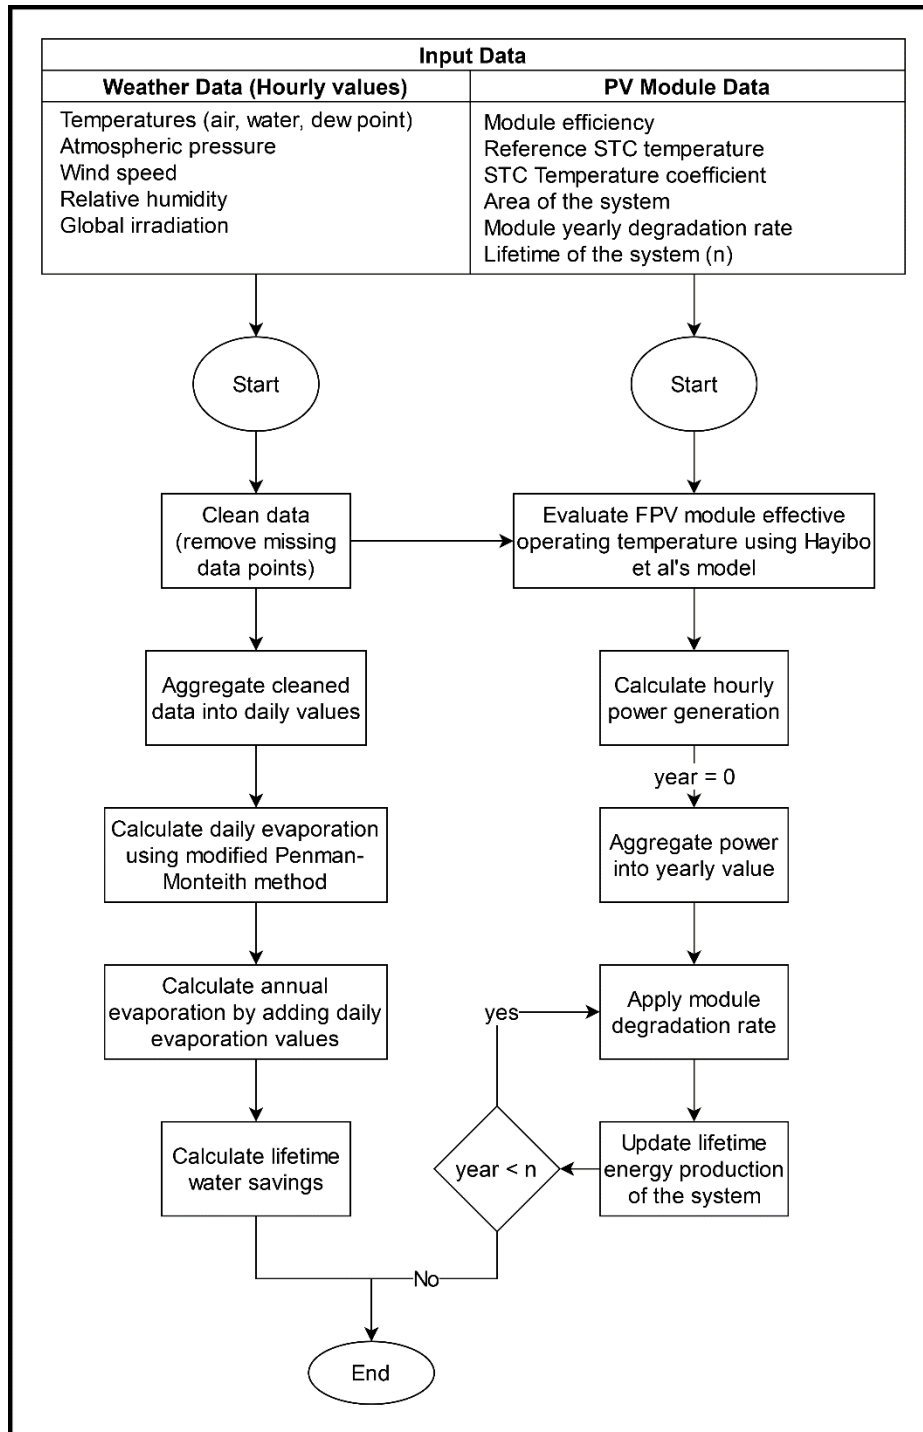 Input Data
Weather Data (Hourly values)
Temperatures (air, water, dew point)
Atmospheric pressure
Wind speed
Relative humidity
Global irradiation
PV Module Data
Module efficiency
Reference STC temperature
STC Temperature coefficient
Area of the system
Module yearly degradation rate
Lifetime of the system (n)
Start
Clean data
(remove missing
data points)
Aggregate cleaned
data into daily values
Calculate daily evaporation
using modified Penman-
Monteith method
Calculate annual
evaporation by adding daily
evaporation values
Calculate lifetime
water savings
Start
Evaluate FPV module effective
operating temperature using Hayibo
et al's model
Calculate hourly
power generation
year = 0
Aggregate power
into yearly value
Apply module
degradation rate
Update lifetime
energy production
of the system
year < n
yes
No
End